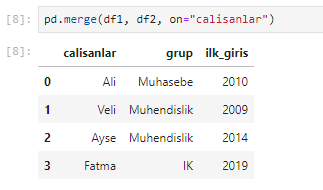 [8]: pd.merge(df1, df2, on="calisanlar")
[8]: calisanlar grup ilk_giris
0 Ali Muhasebe 2010
1 Veli Muhendislik 2009
2 Ayse Muhendislik 2014
3 Fatma IK 2019